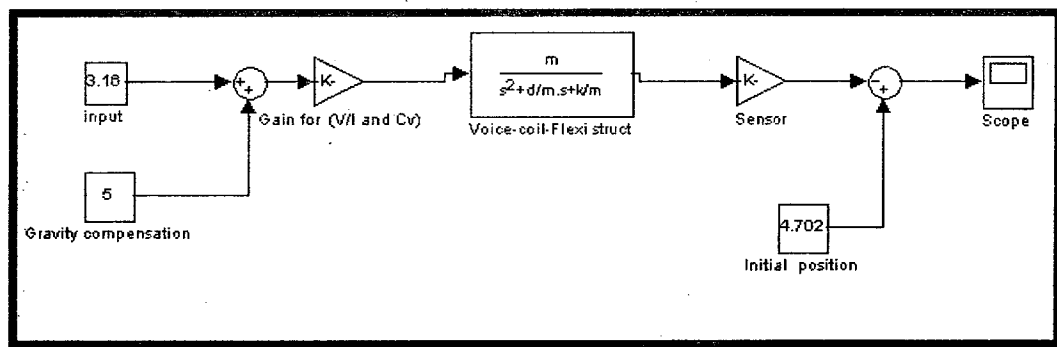 3.16
input
+
+
K-
Gain for (V/I and Cv)
m
s²+d/m.s+k/m
Voice-coil-Flexi struct
K-
Sensor
-
+
Scope
5
Gravity compensation
4.702
Initial position